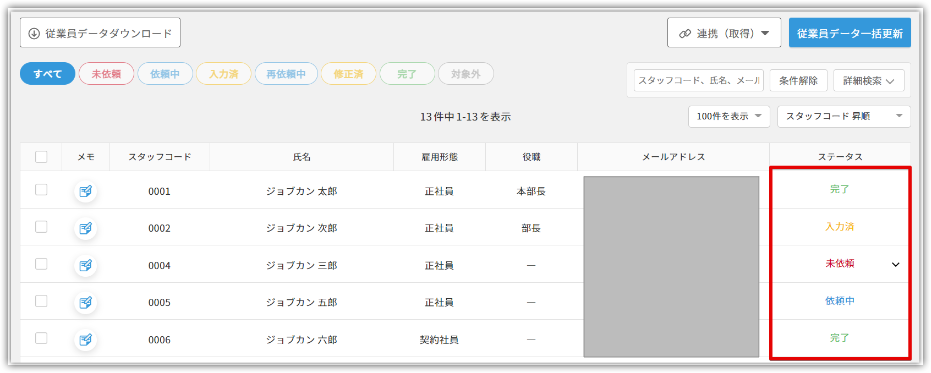 従業員データダウンロード 連携（取得） 従業員データ一括更新
すべて 未依頼 依頼中 入力済 再依頼中 修正済 完了 対象外 スタッフコード、氏名、メール 条件解除 詳細検索
13 件中 1-13 を表示 100件を表示 スタッフコード 昇順
メモ スタッフコード 氏名 雇用形態 役職 メールアドレス ステータス
0001 ジョブカン 太郎 正社員 本部長 完了
0002 ジョブカン 次郎 正社員 部長 入力済
0004 ジョブカン 三郎 正社員 — 未依頼
0005 ジョブカン 五郎 正社員 — 依頼中
0006 ジョブカン 六郎 契約社員 — 完了